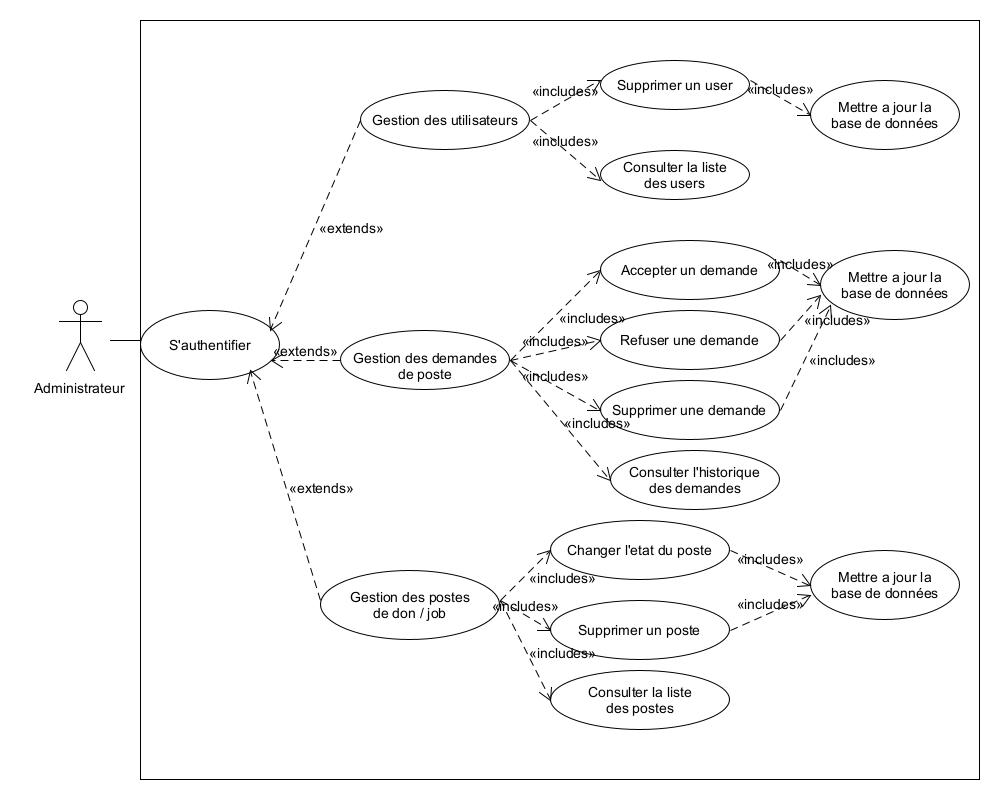 Administrateur
S'authentifier
«extends»
«extends»
«extends»
Gestion des utilisateurs
«includes»
«includes»
Supprimer un user
«includes»
Mettre a jour la
base de données
Consulter la liste
des users
Gestion des demandes
de poste
«includes»
«includes»
«includes»
«includes»
Accepter un demande
Refuser une demande
Supprimer une demande
Consulter l'historique
des demandes
«includes»
«includes»
«includes»
Mettre a jour la
base de données
Gestion des postes
de don / job
«includes»
«includes»
«includes»
Changer l'etat du poste
Supprimer un poste
Consulter la liste
des postes
«includes»
«includes»
Mettre a jour la
base de données